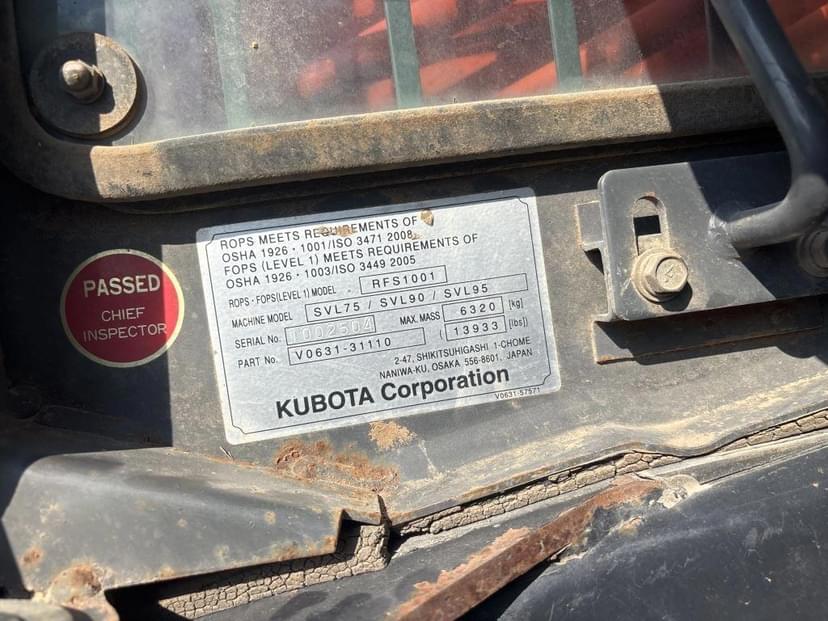 PASSED
CHIEF
INSPECTOR
ROPS MEETS REQUIREMENTS OF
OSHA 1926・1001/ISO 3471 2008
FOPS (LEVEL 1) MEETS REQUIREMENTS OF
OSHA 1926・1003/ISO 3449 2005
ROPS・FOPS(LEVEL 1) MODEL RFS1001
MACHINE MODEL SVL75 / SVL90 / SVL95
SERIAL No. 1002504 MAX. MASS 6320 [kg]
PART No. V0631-31110 ( 13933 [lbs])
2-47, SHIKITSUHIGASHI 1-CHOME
NANIWA-KU, OSAKA 556-8601, JAPAN
KUBOTA Corporation
V0631-57571